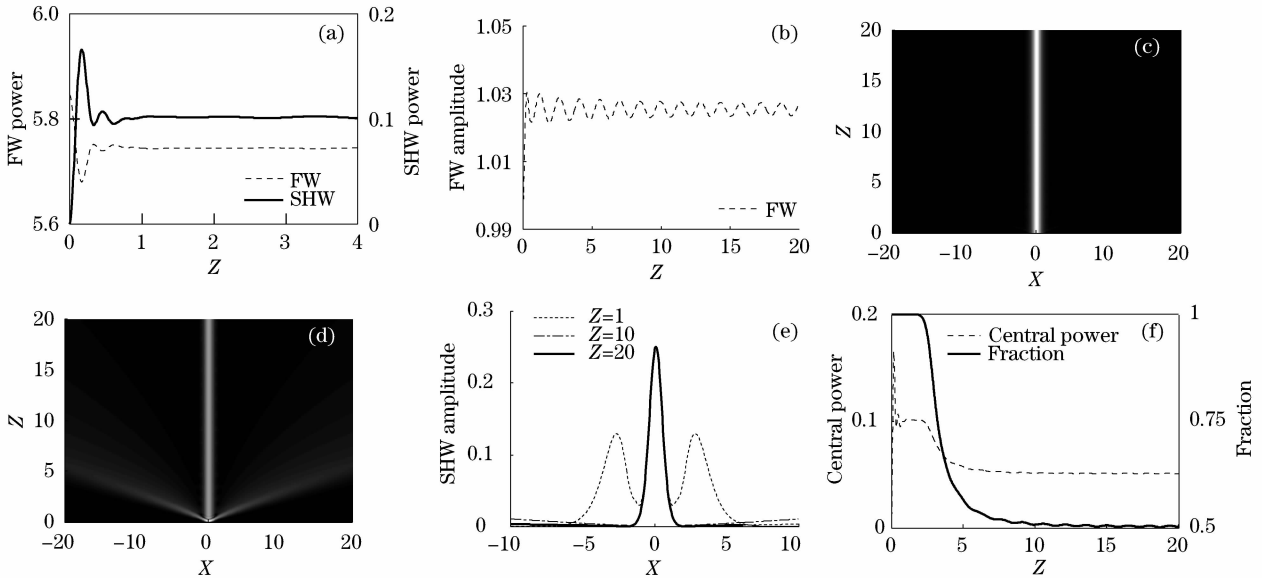 6.0
5.8
5.6
FW power
0.2
0.1
0
SHW power
(a)
FW
SHW
0 1 2 3 4
Z
1.05
1.03
1.01
0.99
FW amplitude
(b)
FW
0 5 10 15 20
Z
20
15
10
5
0
Z
(c)
−20 −10 0 10 20
X
20
15
10
5
0
Z
(d)
−20 −10 0 10 20
X
0.3
0.2
0.1
0
SHW amplitude
Z=1
Z=10
Z=20
(e)
−10 −5 0 5 10
X
0.2
0.1
0
Central power
1
0.75
0.5
Fraction
Central power
Fraction
(f)
0 5 10 15 20
Z